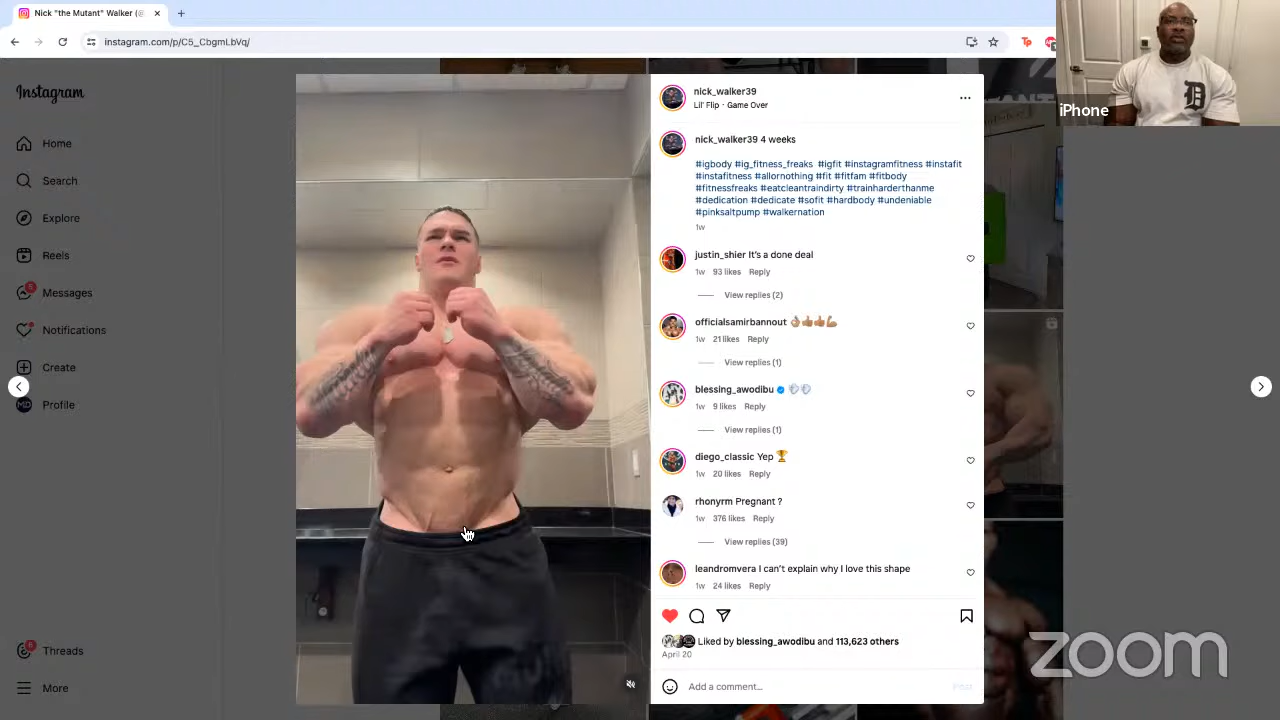 Nick "the Mutant" Walker (@
instagram.com/p/C5_CbgmLbVq/
Instagram
Home
Search
Explore
Reels
5
Messages
Notifications
Create
Profile
6
Threads
More
nick_walker39
Lil' Flip · Game Over
nick_walker39 4 weeks
#igbody #ig_fitness_freaks #igfit #instagramfitness #instafit
#instafitness #allornothing #fit #fitfam #fitbody
#fitnessfreaks #eatcleantraindirty #trainharderthanme
#dedication #dedicate #sofit #hardbody #undeniable
#pinksaltpump #walkernation
1w
justin_shier It's a done deal
1w 93 likes Reply
View replies (2)
officialsamirbannout 👌🏽👍🏽👍🏽💪🏽
1w 21 likes Reply
View replies (1)
blessing_awodibu 💨💨
1w 9 likes Reply
View replies (1)
diego_classic Yep 🏆
1w 20 likes Reply
rhonyrm Pregnant ?
1w 376 likes Reply
View replies (39)
leandromvera I can't explain why I love this shape
1w 24 likes Reply
Liked by blessing_awodibu and 113,623 others
April 20
Add a comment...
Post
iPhone
D
zoom